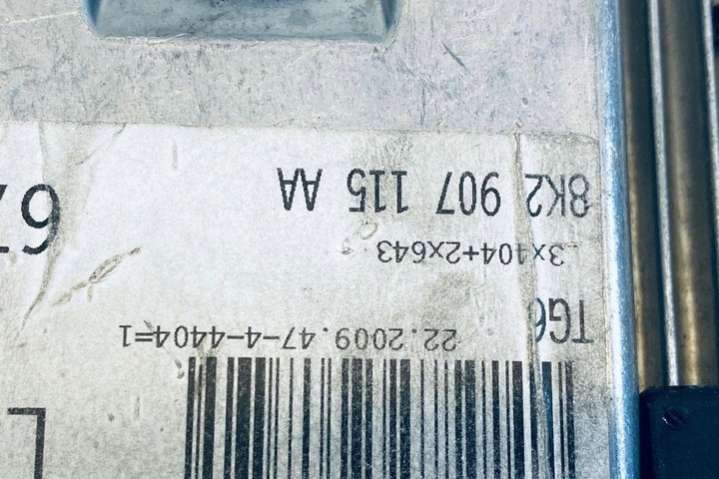 22.2009.47-4-4404=1
TG6
3x104+2x643
8K2 907 115 AA